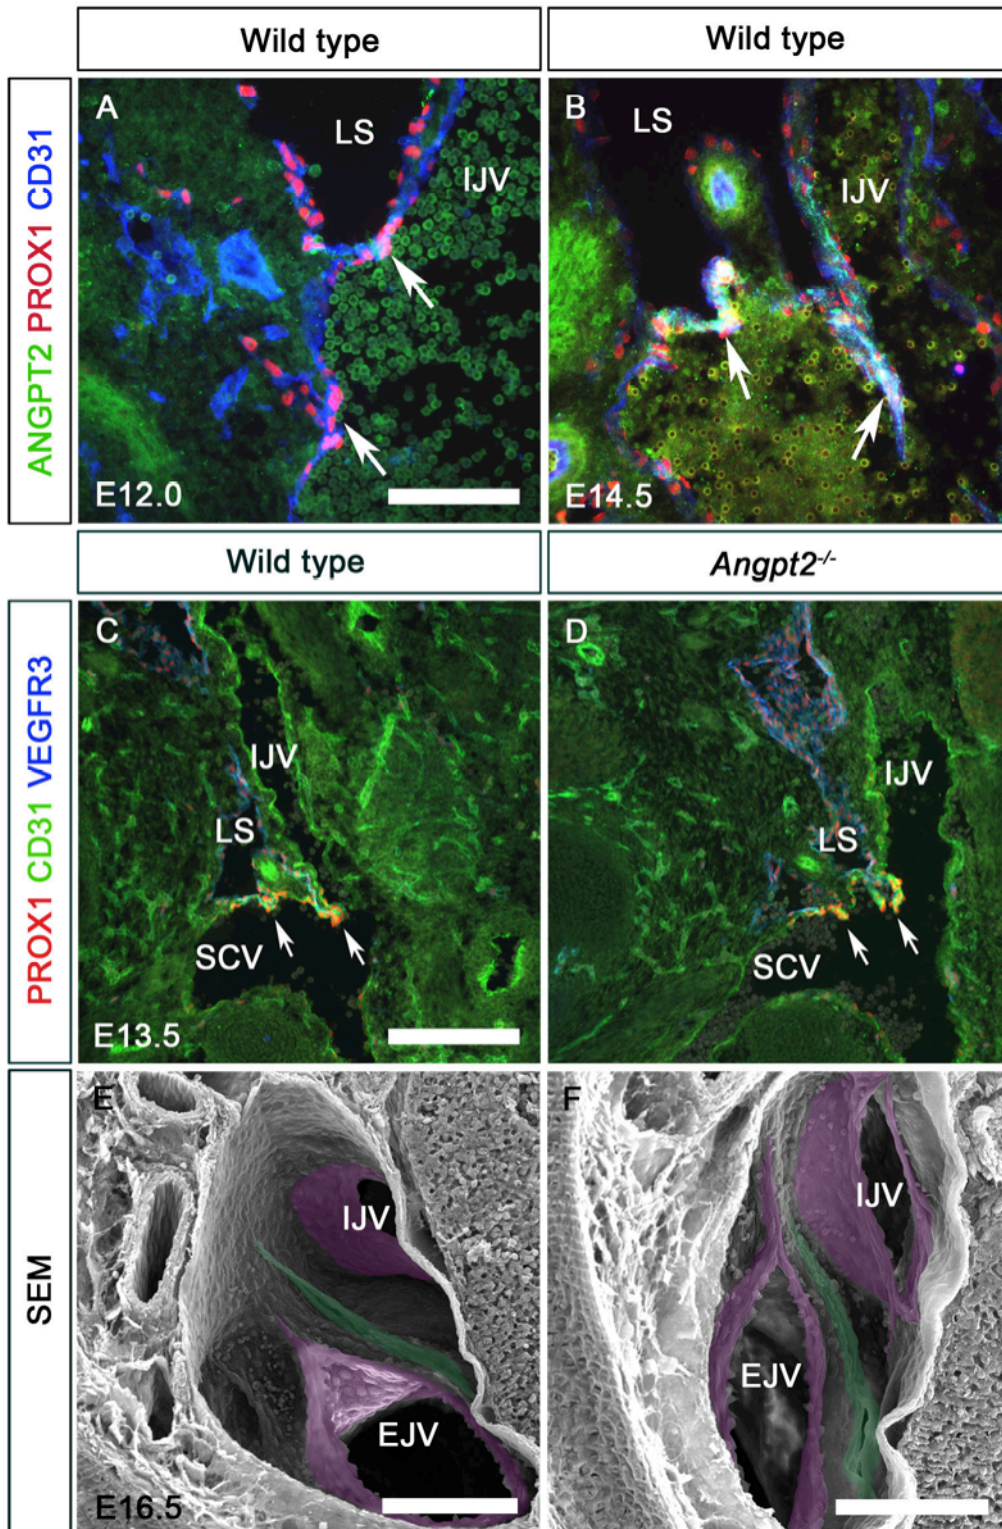 Wild type
Wild type
ANGPT2 PROX1 CD31
A
LS
IJV
E12.0
B
LS
IJV
E14.5
Wild type
Angpt2-/-
PROX1 CD31 VEGFR3
C
IJV
LS
SCV
E13.5
D
IJV
LS
SCV
SEM
E
IJV
EJV
E16.5
F
IJV
EJV